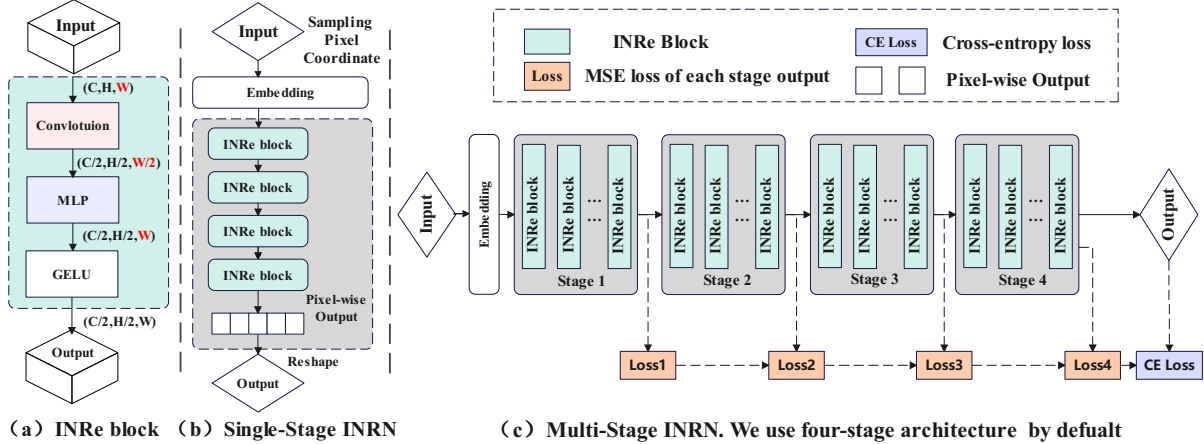 Input
(C,H,W)
Convlotuion
(C/2,H/2,W/2)
MLP
(C/2,H/2,W)
GELU
(C/2,H/2,W)
Output
(a) INRe block
Input
Sampling
Pixel
Coordinate
Embedding
INRe block
INRe block
INRe block
INRe block
Pixel-wise
Output
Reshape
Output
(b) Single-Stage INRN
INRe Block
CE Loss
Cross-entropy loss
Loss
MSE loss of each stage output
Pixel-wise Output
Input
Embedding
INRe block
INRe block
... ...
INRe block
Stage 1
INRe block
INRe block
... ...
INRe block
Stage 2
INRe block
INRe block
... ...
INRe block
Stage 3
INRe block
INRe block
... ...
INRe block
Stage 4
Output
Loss1
Loss2
Loss3
Loss4
CE Loss
(c) Multi-Stage INRN. We use four-stage architecture by defualt